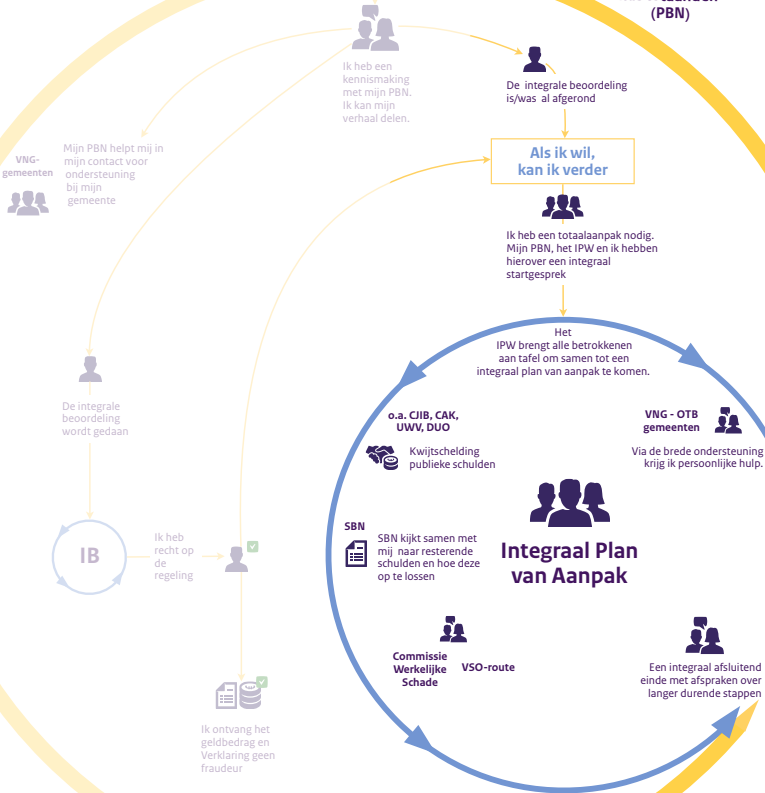 (PBN)
Ik heb een
kennismaking
met mijn PBN.
Ik kan mijn
verhaal delen.
De integrale beoordeling
is/was al afgerond
Mijn PBN helpt mij in
mijn contact voor
ondersteuning
bij mijn
gemeente
VNG-
gemeenten
Als ik wil,
kan ik verder
Ik heb een totaalaanpak nodig.
Mijn PBN, het IPW en ik hebben
hierover een integraal
startgesprek
Het
IPW brengt alle betrokkenen
aan tafel om samen tot een
integraal plan van aanpak te komen.
De integrale
beoordeling
wordt gedaan
o.a. CJIB, CAK,
UWV, DUO
Kwijtschelding
publieke schulden
VNG - OTB
gemeenten
Via de brede ondersteuning
krijg ik persoonlijke hulp.
IB
Ik heb
recht op
de
regeling
SBN
SBN kijkt samen met
mij naar resterende
schulden en hoe deze
op te lossen
Integraal Plan
van Aanpak
Commissie
Werkelijke
Schade
VSO-route
Een integraal afsluitend
einde met afspraken over
langer durende stappen
Ik ontvang het
geldbedrag en
Verklaring geen
fraudeur